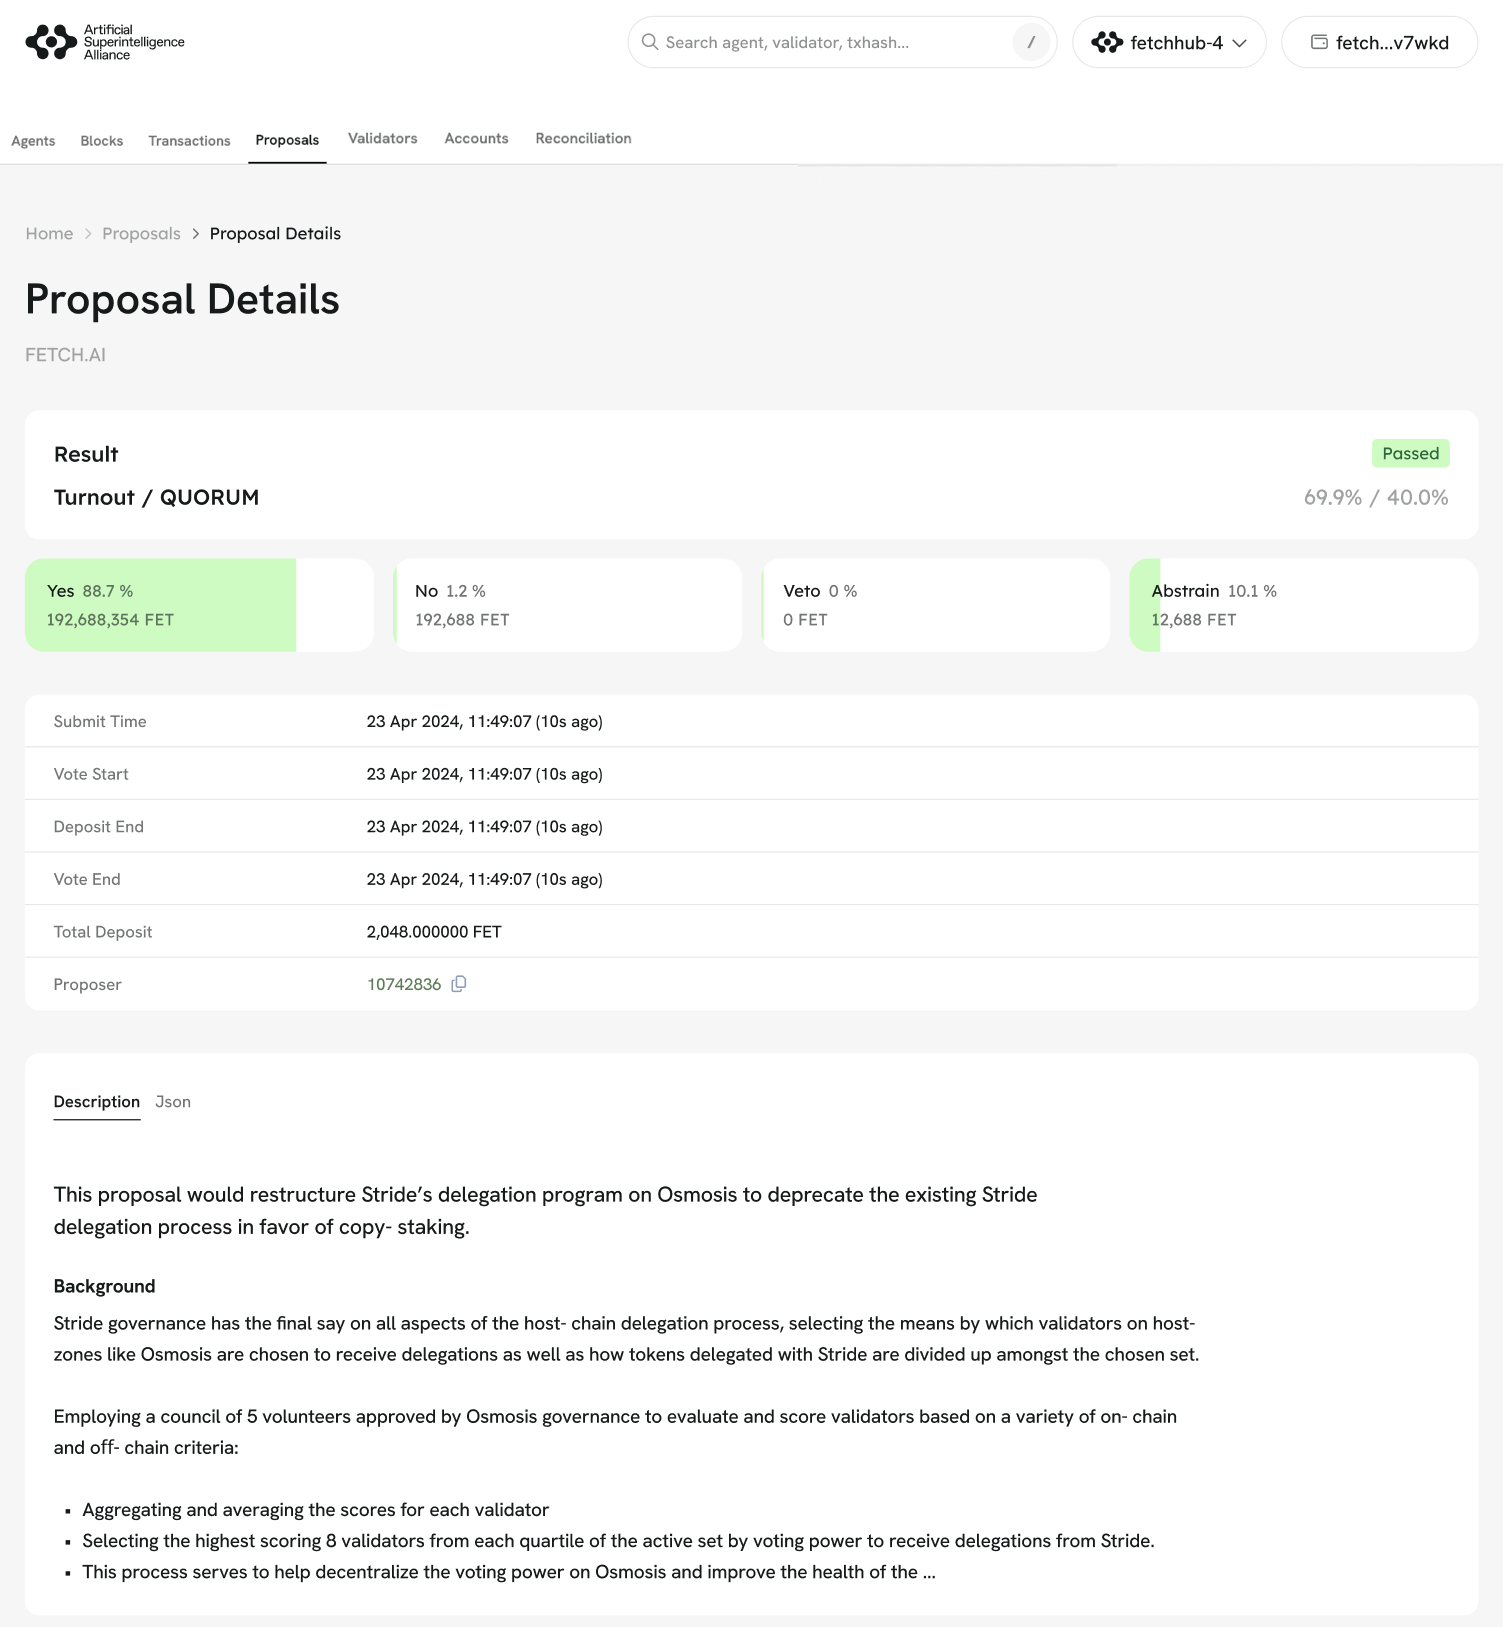 Artificial
Superintelligence
Alliance
Search agent, validator, txhash...
/
fetchhub-4
fetch...v7wkd
Agents
Blocks
Transactions
Proposals
Validators
Accounts
Reconciliation
Home > Proposals > Proposal Details
Proposal Details
FETCH.AI
Result
Passed
Turnout / QUORUM
69.9% / 40.0%
Yes 88.7 %
192,688,354 FET
No 1.2 %
192,688 FET
Veto 0 %
0 FET
Abstrain 10.1 %
12,688 FET
Submit Time
23 Apr 2024, 11:49:07 (10s ago)
Vote Start
23 Apr 2024, 11:49:07 (10s ago)
Deposit End
23 Apr 2024, 11:49:07 (10s ago)
Vote End
23 Apr 2024, 11:49:07 (10s ago)
Total Deposit
2,048.000000 FET
Proposer
10742836
Description
Json
This proposal would restructure Stride’s delegation program on Osmosis to deprecate the existing Stride
delegation process in favor of copy- staking.
Background
Stride governance has the final say on all aspects of the host- chain delegation process, selecting the means by which validators on host-
zones like Osmosis are chosen to receive delegations as well as how tokens delegated with Stride are divided up amongst the chosen set.
Employing a council of 5 volunteers approved by Osmosis governance to evaluate and score validators based on a variety of on- chain
and off- chain criteria:
▪ Aggregating and averaging the scores for each validator
▪ Selecting the highest scoring 8 validators from each quartile of the active set by voting power to receive delegations from Stride.
▪ This process serves to help decentralize the voting power on Osmosis and improve the health of the ...